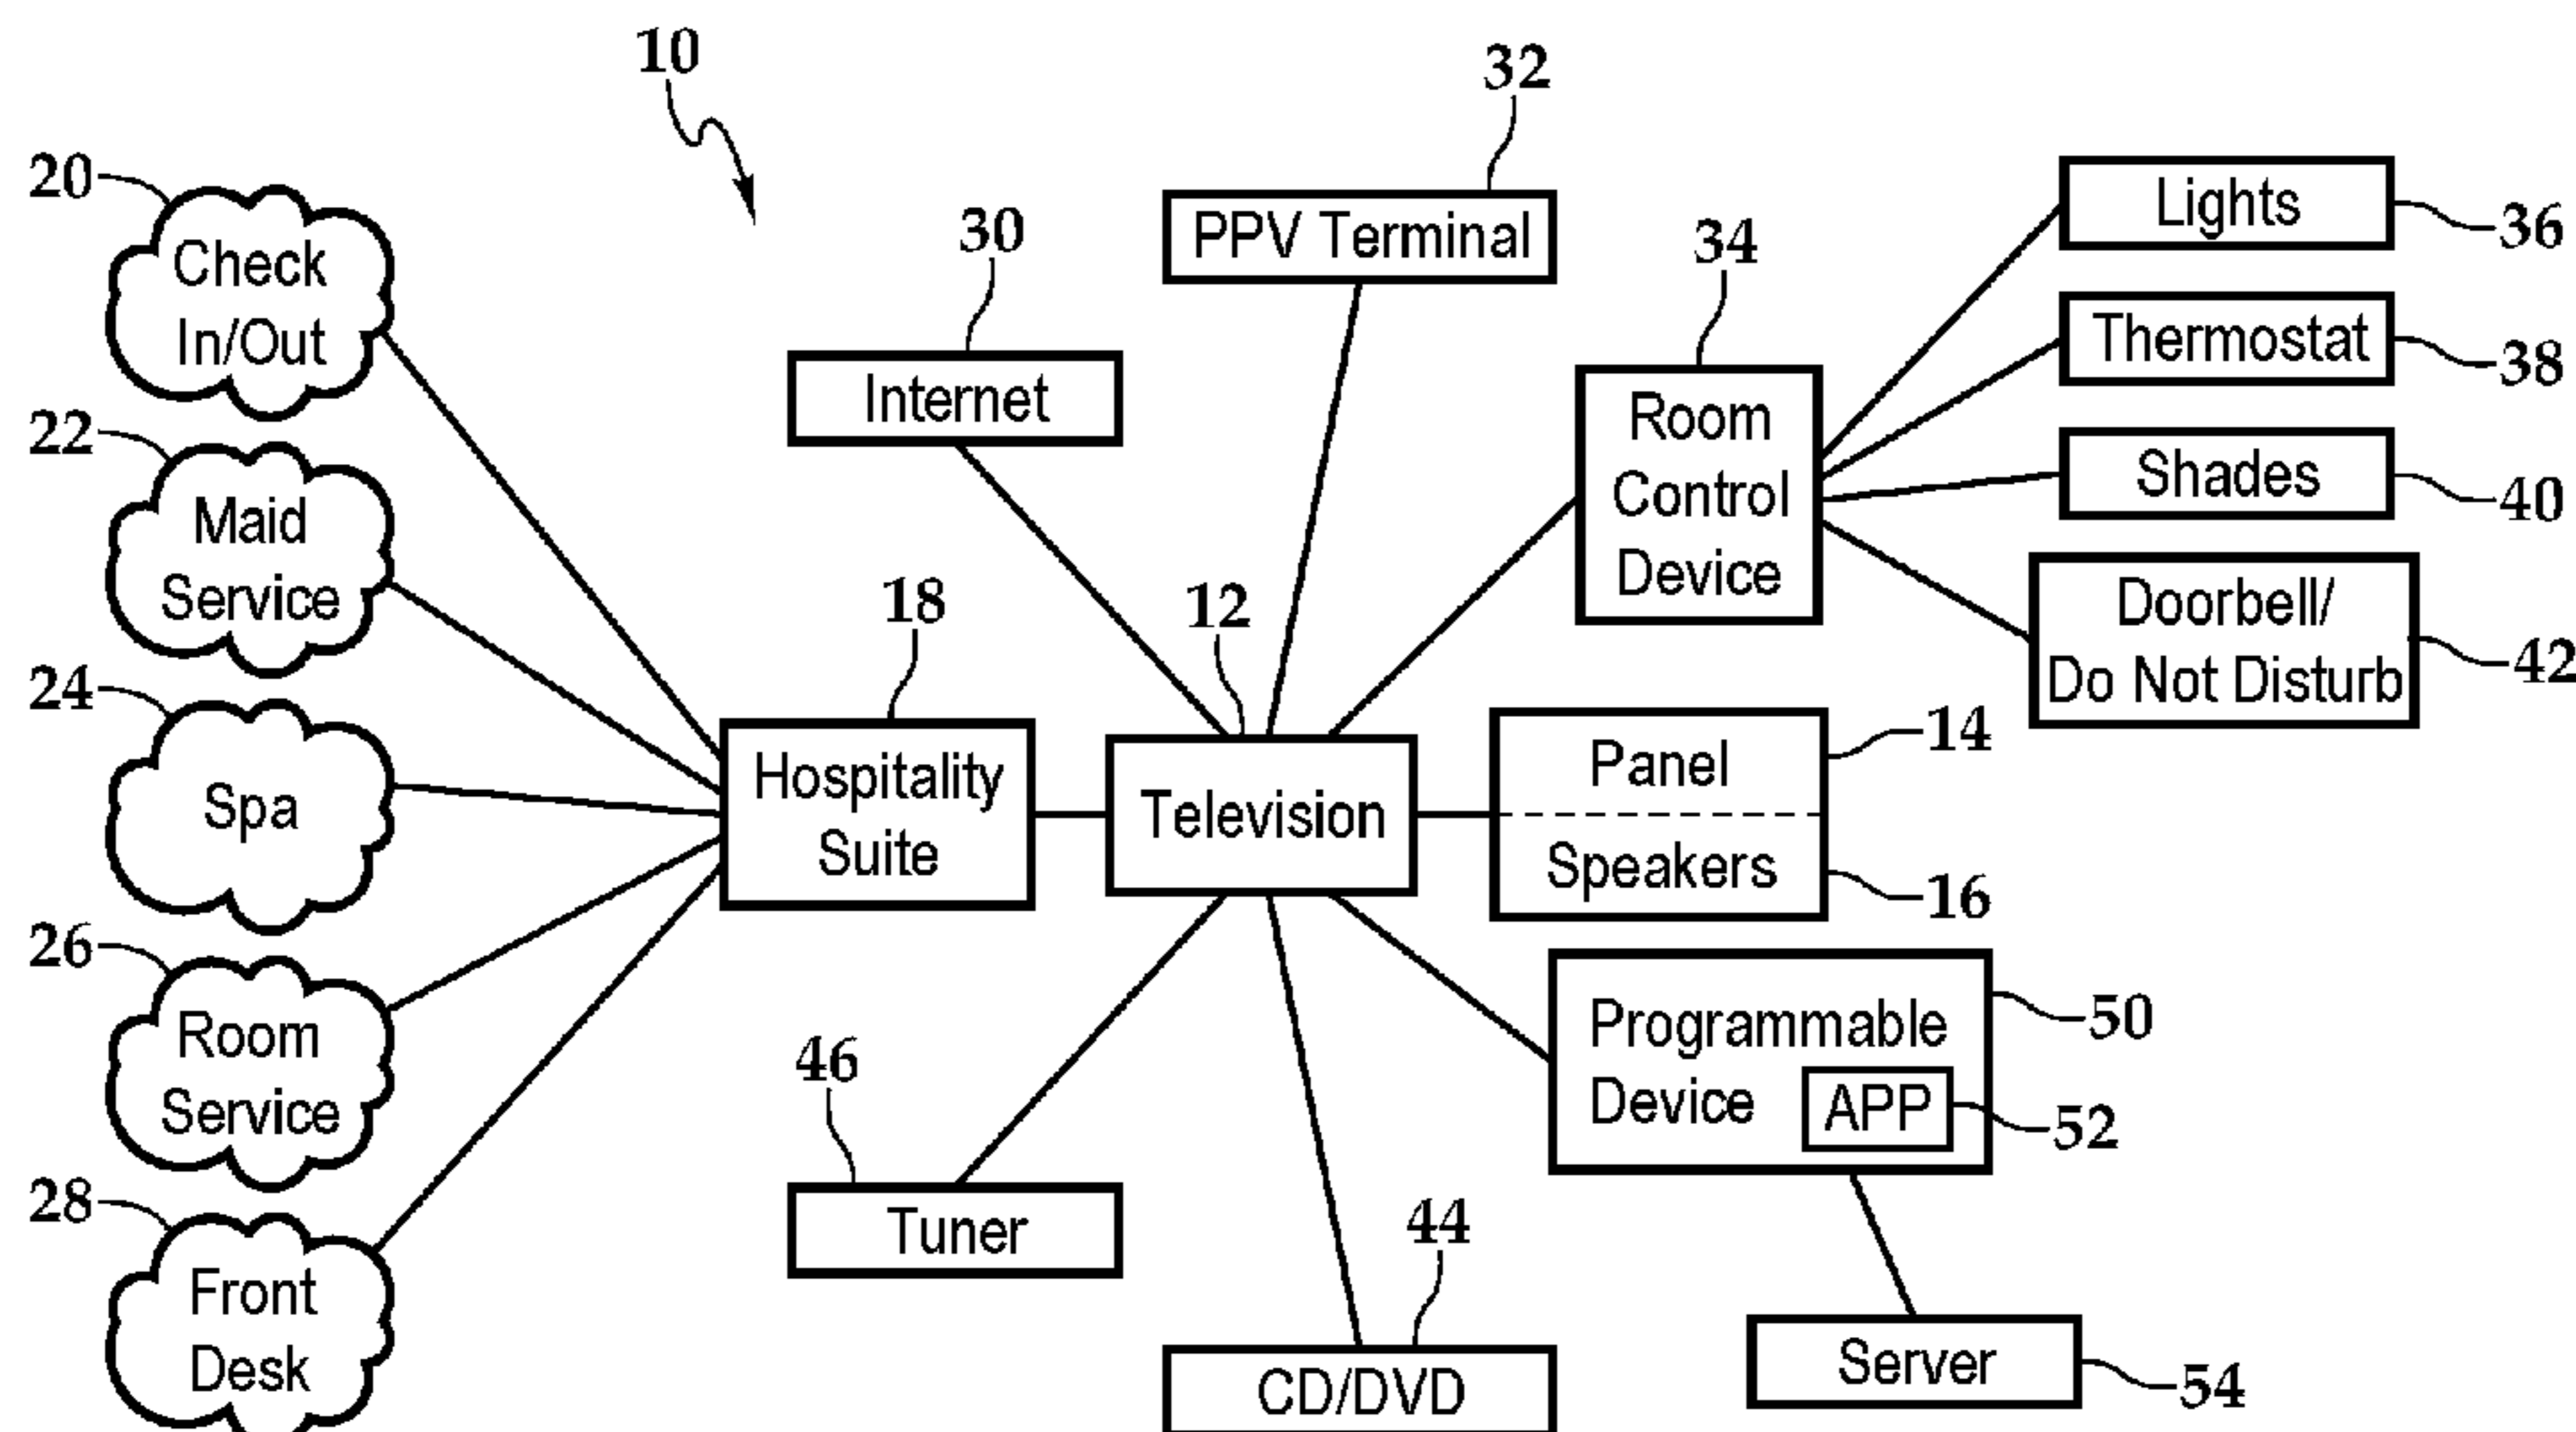 10
32
20
Check
In/Out
30
PPV Terminal
34
Lights
36
Internet
Thermostat
38
22
Maid
Service
Room
Control
Device
Shades
40
18
12
Doorbell/
Do Not Disturb
42
24
Spa
Hospitality
Suite
Television
Panel
14
Speakers
16
26
Room
Service
46
Programmable
Device
50
APP
52
28
Front
Desk
Tuner
44
CD/DVD
Server
54